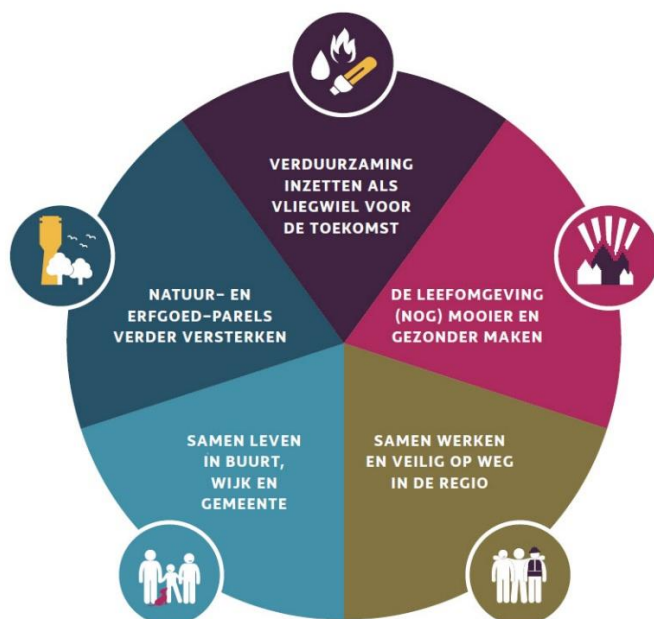 VERDUURZAMING
INZETTEN ALS
VLIEGWIEL VOOR
DE TOEKOMST
NATUUR- EN
ERFGOED-PARELS
VERDER VERSTERKEN
DE LEEFOMGEVING
(NOG) MOOIER EN
GEZONDER MAKEN
SAMEN LEVEN
IN BUURT,
WIJK EN
GEMEENTE
SAMEN WERKEN
EN VEILIG OP WEG
IN DE REGIO